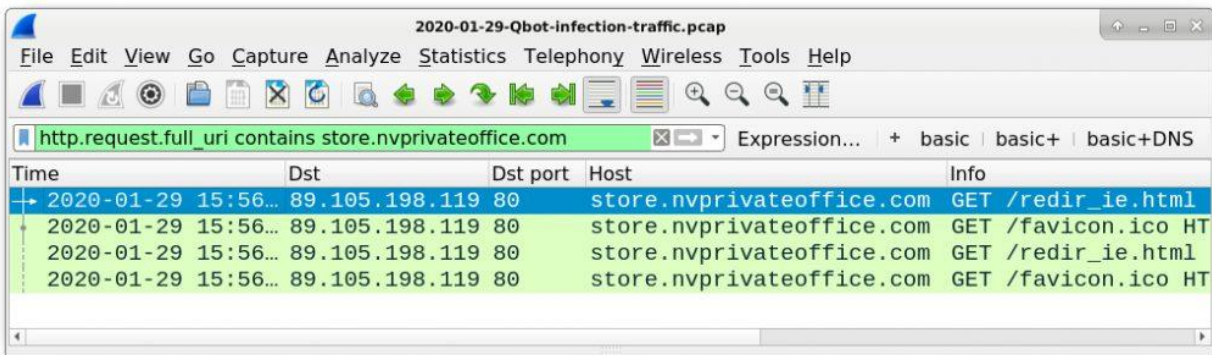 2020-01-29-Qbot-infection-traffic.pcap
File Edit View Go Capture Analyze Statistics Telephony Wireless Tools Help
http.request.full_uri contains store.nvprivateoffice.com Expression... + basic basic+ basic+DNS
Time Dst Dst port Host Info
2020-01-29 15:56… 89.105.198.119 80 store.nvprivateoffice.com GET /redir_ie.html
2020-01-29 15:56… 89.105.198.119 80 store.nvprivateoffice.com GET /favicon.ico HT
2020-01-29 15:56… 89.105.198.119 80 store.nvprivateoffice.com GET /redir_ie.html
2020-01-29 15:56… 89.105.198.119 80 store.nvprivateoffice.com GET /favicon.ico HT